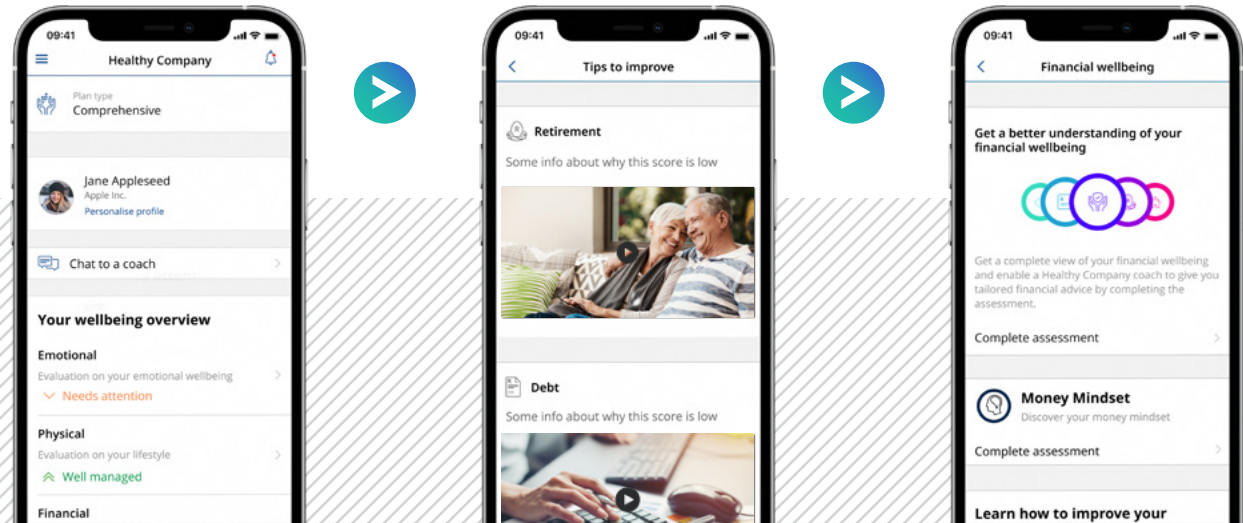 09:41
Healthy Company
Plan type
Comprehensive
Jane Appleseed
Apple Inc.
Personalise profile
Chat to a coach
Your wellbeing overview
Emotional
Evaluation on your emotional wellbeing
Needs attention
Physical
Evaluation on your lifestyle
Well managed
Financial
09:41
Tips to improve
Retirement
Some info about why this score is low
Debt
Some info about why this score is low
09:41
Financial wellbeing
Get a better understanding of your
financial wellbeing
Get a complete view of your financial wellbeing
and enable a Healthy Company coach to give you
tailored financial advice by completing the
assessment.
Complete assessment
Money Mindset
Discover your money mindset
Complete assessment
Learn how to improve your